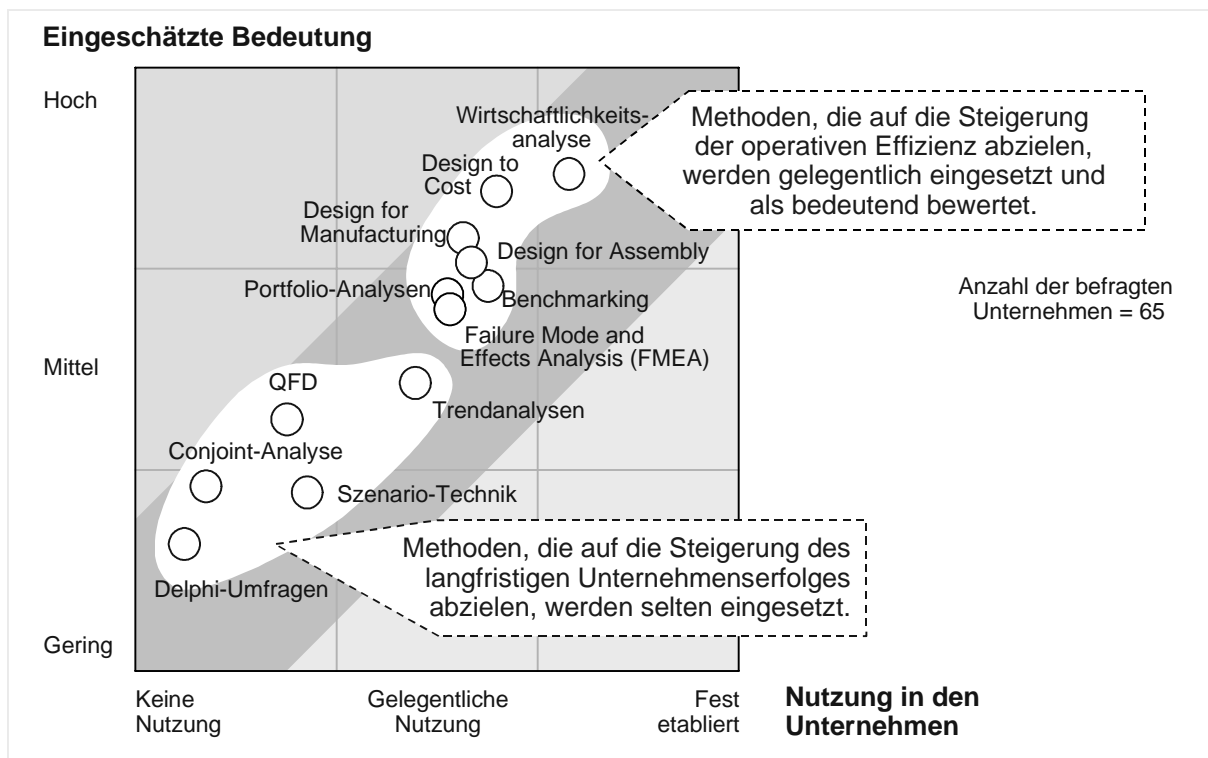 Eingeschätzte Bedeutung
Hoch
Wirtschaftlichkeits-
analyse
Methoden, die auf die Steigerung
der operativen Effizienz abzielen,
werden gelegentlich eingesetzt und
als bedeutend bewertet.
Design to
Cost
Design for
Manufacturing
Design for Assembly
Portfolio-Analysen
Benchmarking
Anzahl der befragten
Unternehmen = 65
Failure Mode and
Effects Analysis (FMEA)
Mittel
QFD
Trendanalysen
Conjoint-Analyse
Szenario-Technik
Methoden, die auf die Steigerung des
langfristigen Unternehmenserfolges
abzielen, werden selten eingesetzt.
Delphi-Umfragen
Gering
Keine
Nutzung
Gelegentliche
Nutzung
Fest
etabliert
Nutzung in den
Unternehmen